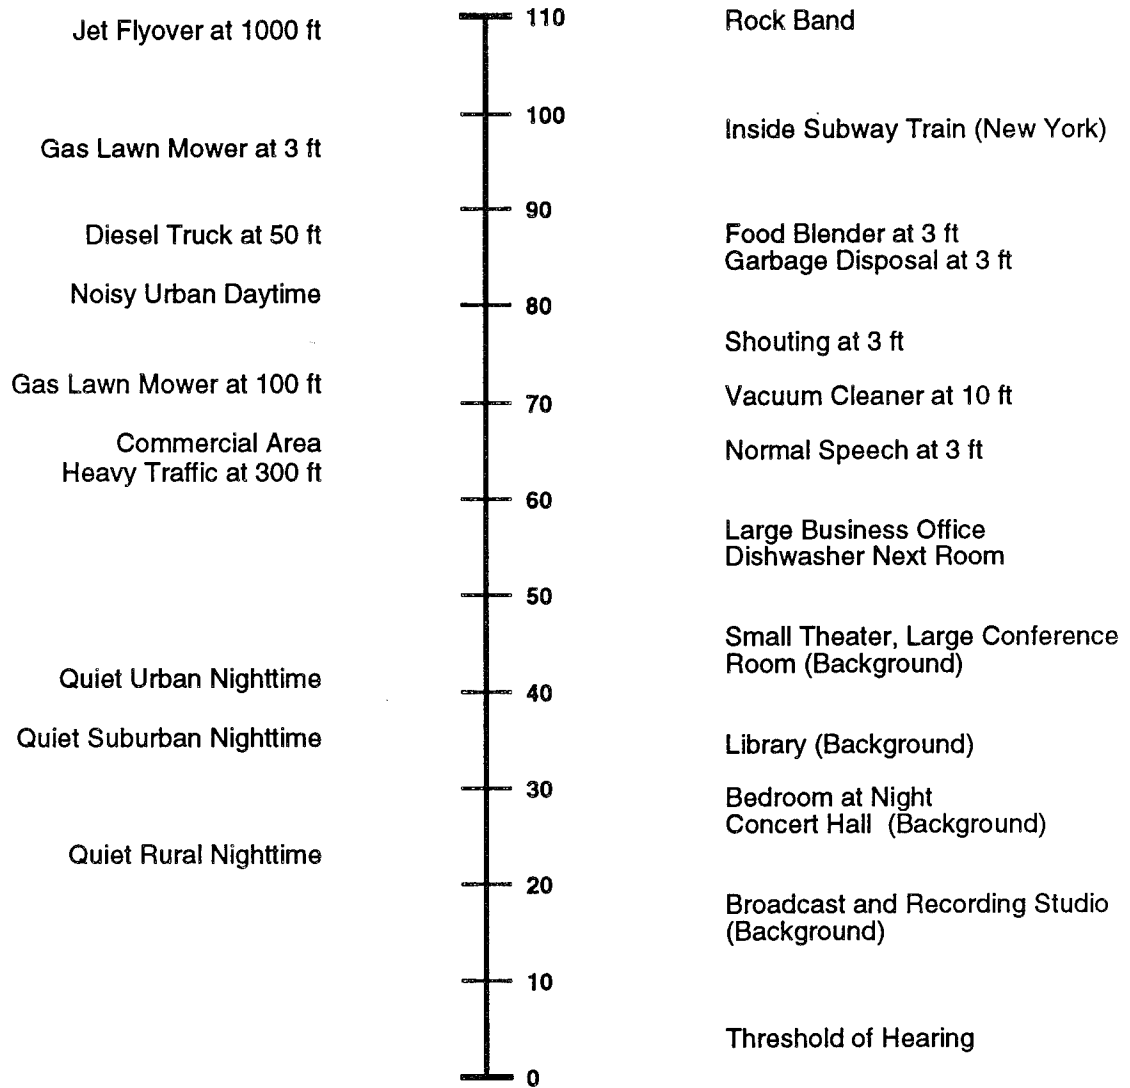 Jet Flyover at 1000 ft
Gas Lawn Mower at 3 ft
Diesel Truck at 50 ft
Noisy Urban Daytime
Gas Lawn Mower at 100 ft
Commercial Area
Heavy Traffic at 300 ft
Quiet Urban Nighttime
Quiet Suburban Nighttime
Quiet Rural Nighttime
110
100
90
80
70
60
50
40
30
20
10
0
Rock Band
Inside Subway Train (New York)
Food Blender at 3 ft
Garbage Disposal at 3 ft
Shouting at 3 ft
Vacuum Cleaner at 10 ft
Normal Speech at 3 ft
Large Business Office
Dishwasher Next Room
Small Theater, Large Conference
Room (Background)
Library (Background)
Bedroom at Night
Concert Hall (Background)
Broadcast and Recording Studio
(Background)
Threshold of Hearing